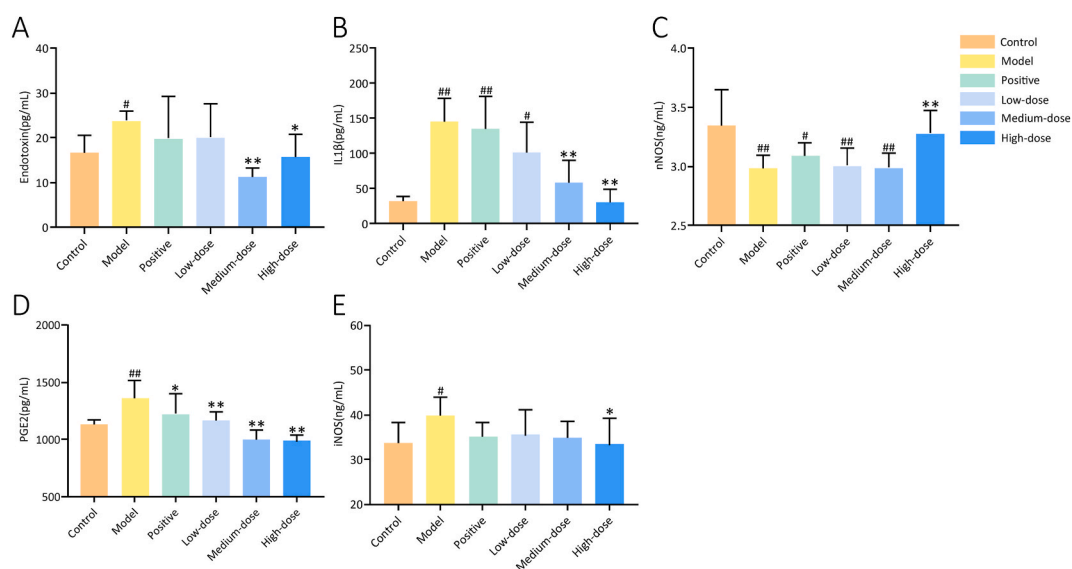 A
Endotoxin(pg/mL)
40
30
20
10
0
#
**
*
Control
Model
Positive
Low-dose
Medium-dose
High-dose
B
IL1β(pg/mL)
250
200
150
100
50
0
##
##
#
**
**
Control
Model
Positive
Low-dose
Medium-dose
High-dose
C
nNOS(ng/mL)
4.0
3.5
3.0
2.5
##
#
##
##
**
Control
Model
Positive
Low-dose
Medium-dose
High-dose
Control
Model
Positive
Low-dose
Medium-dose
High-dose
D
PGE2(pg/mL)
2000
1500
1000
500
##
*
**
**
**
Control
Model
Positive
Low-dose
Medium-dose
High-dose
E
iNOS(ng/mL)
60
50
40
30
20
#
*
Control
Model
Positive
Low-dose
Medium-dose
High-dose